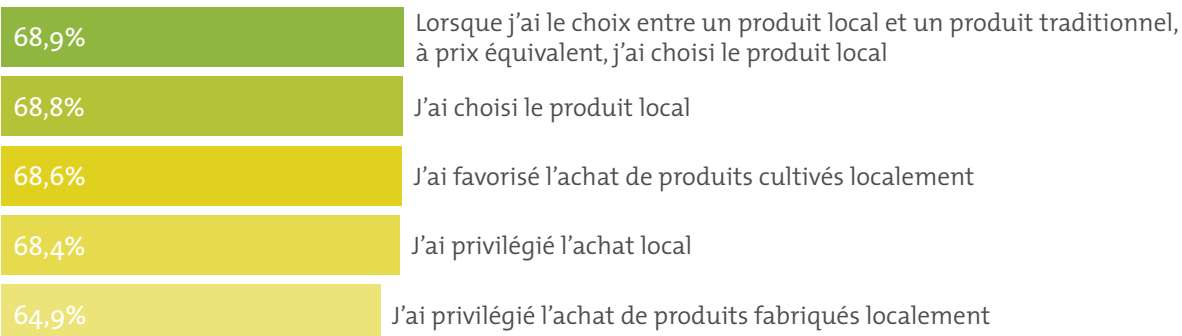 68,9%
Lorsque j’ai le choix entre un produit local et un produit traditionnel,
à prix équivalent, j’ai choisi le produit local
68,8%
J’ai choisi le produit local
68,6%
J’ai favorisé l’achat de produits cultivés localement
68,4%
J’ai privilégié l’achat local
64,9%
J’ai privilégié l’achat de produits fabriqués localement